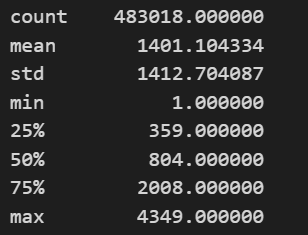 count 483018.000000
mean 1401.104334
std 1412.704087
min 1.000000
25% 359.000000
50% 804.000000
75% 2008.000000
max 4349.000000